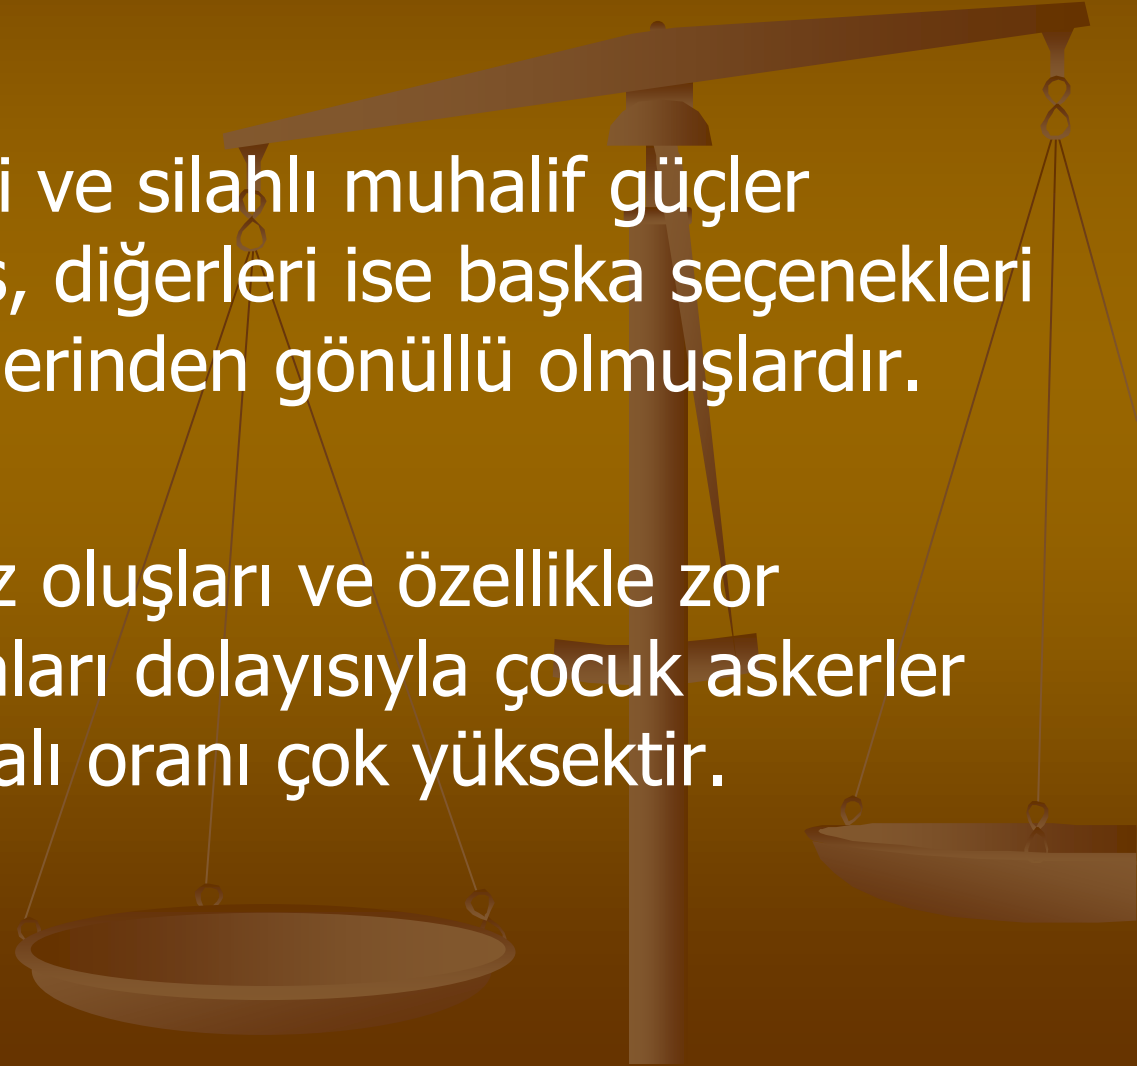 i ve silahlı muhalif güçler
, diğerleri ise başka seçenekleri
erinden gönüllü olmuşlardır.
z oluşları ve özellikle zor
ları dolayısıyla çocuk askerler
alı oranı çok yüksektir.